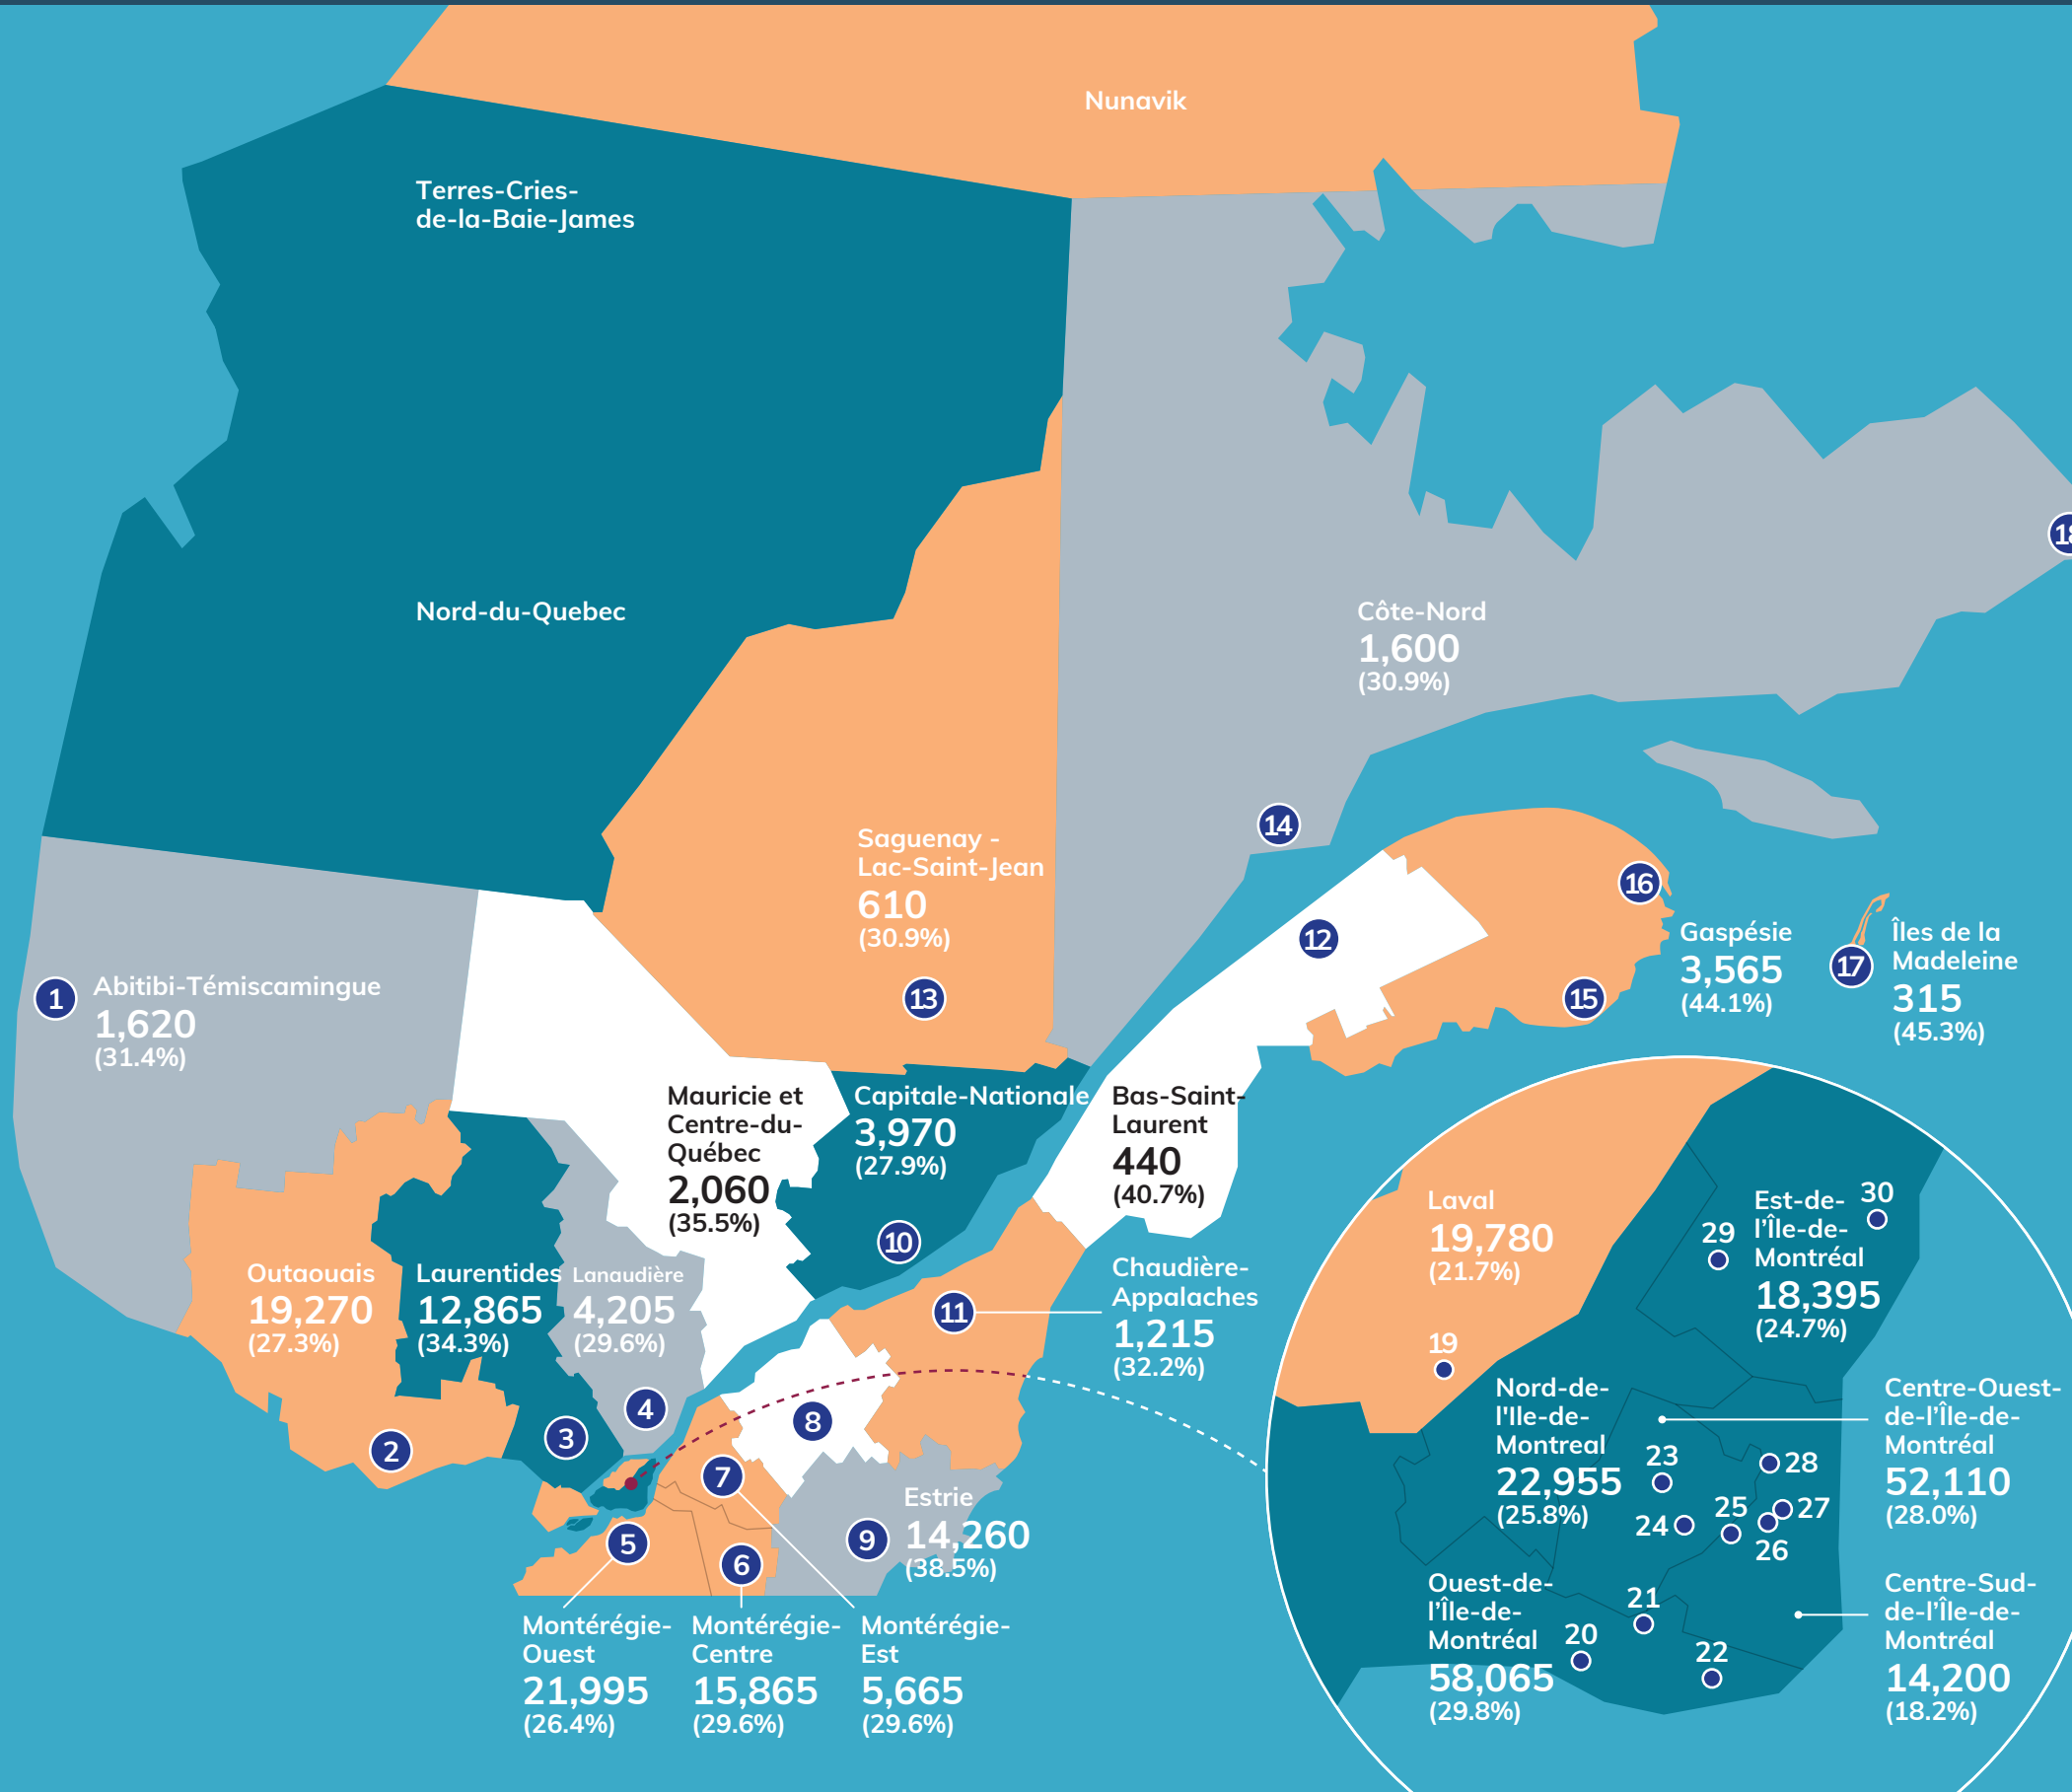 Nunavik
Terres-Cries-
de-la-Baie-James
Nord-du-Quebec
Côte-Nord
1,600
(30.9%)
18
14
Saguenay -
Lac-Saint-Jean
610
(30.9%)
13
12
16
15
Gaspésie
3,565
(44.1%)
17
Îles de la
Madeleine
315
(45.3%)
1
Abitibi-Témiscamingue
1,620
(31.4%)
Mauricie et
Centre-du-
Québec
2,060
(35.5%)
Capitale-Nationale
3,970
(27.9%)
10
Bas-Saint-
Laurent
440
(40.7%)
Outaouais
19,270
(27.3%)
2
Laurentides
12,865
(34.3%)
3
Lanaudière
4,205
(29.6%)
4
11
Chaudière-
Appalaches
1,215
(32.2%)
8
7
5
6
9
Estrie
14,260
(38.5%)
Montérégie-
Ouest
21,995
(26.4%)
Montérégie-
Centre
15,865
(29.6%)
Montérégie-
Est
5,665
(29.6%)
Laval
19,780
(21.7%)
19
29
Est-de-
l’Île-de-
Montréal
18,395
(24.7%)
30
Nord-de-
l'Ile-de-
Montreal
22,955
(25.8%)
23
24
25
26
27
28
Centre-Ouest-
de-l’Île-de-
Montréal
52,110
(28.0%)
Ouest-de-
l’Île-de-
Montréal
58,065
(29.8%)
20
21
22
Centre-Sud-
de-l’Île-de-
Montréal
14,200
(18.2%)